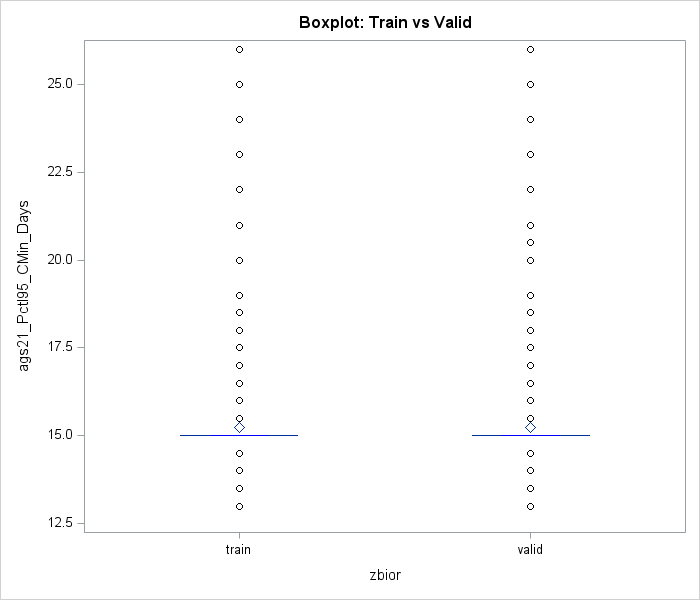 Boxplot: Train vs Valid
25.0
22.5
20.0
17.5
15.0
12.5
ags21_Pctl95_CMin_Days
train valid
zbior